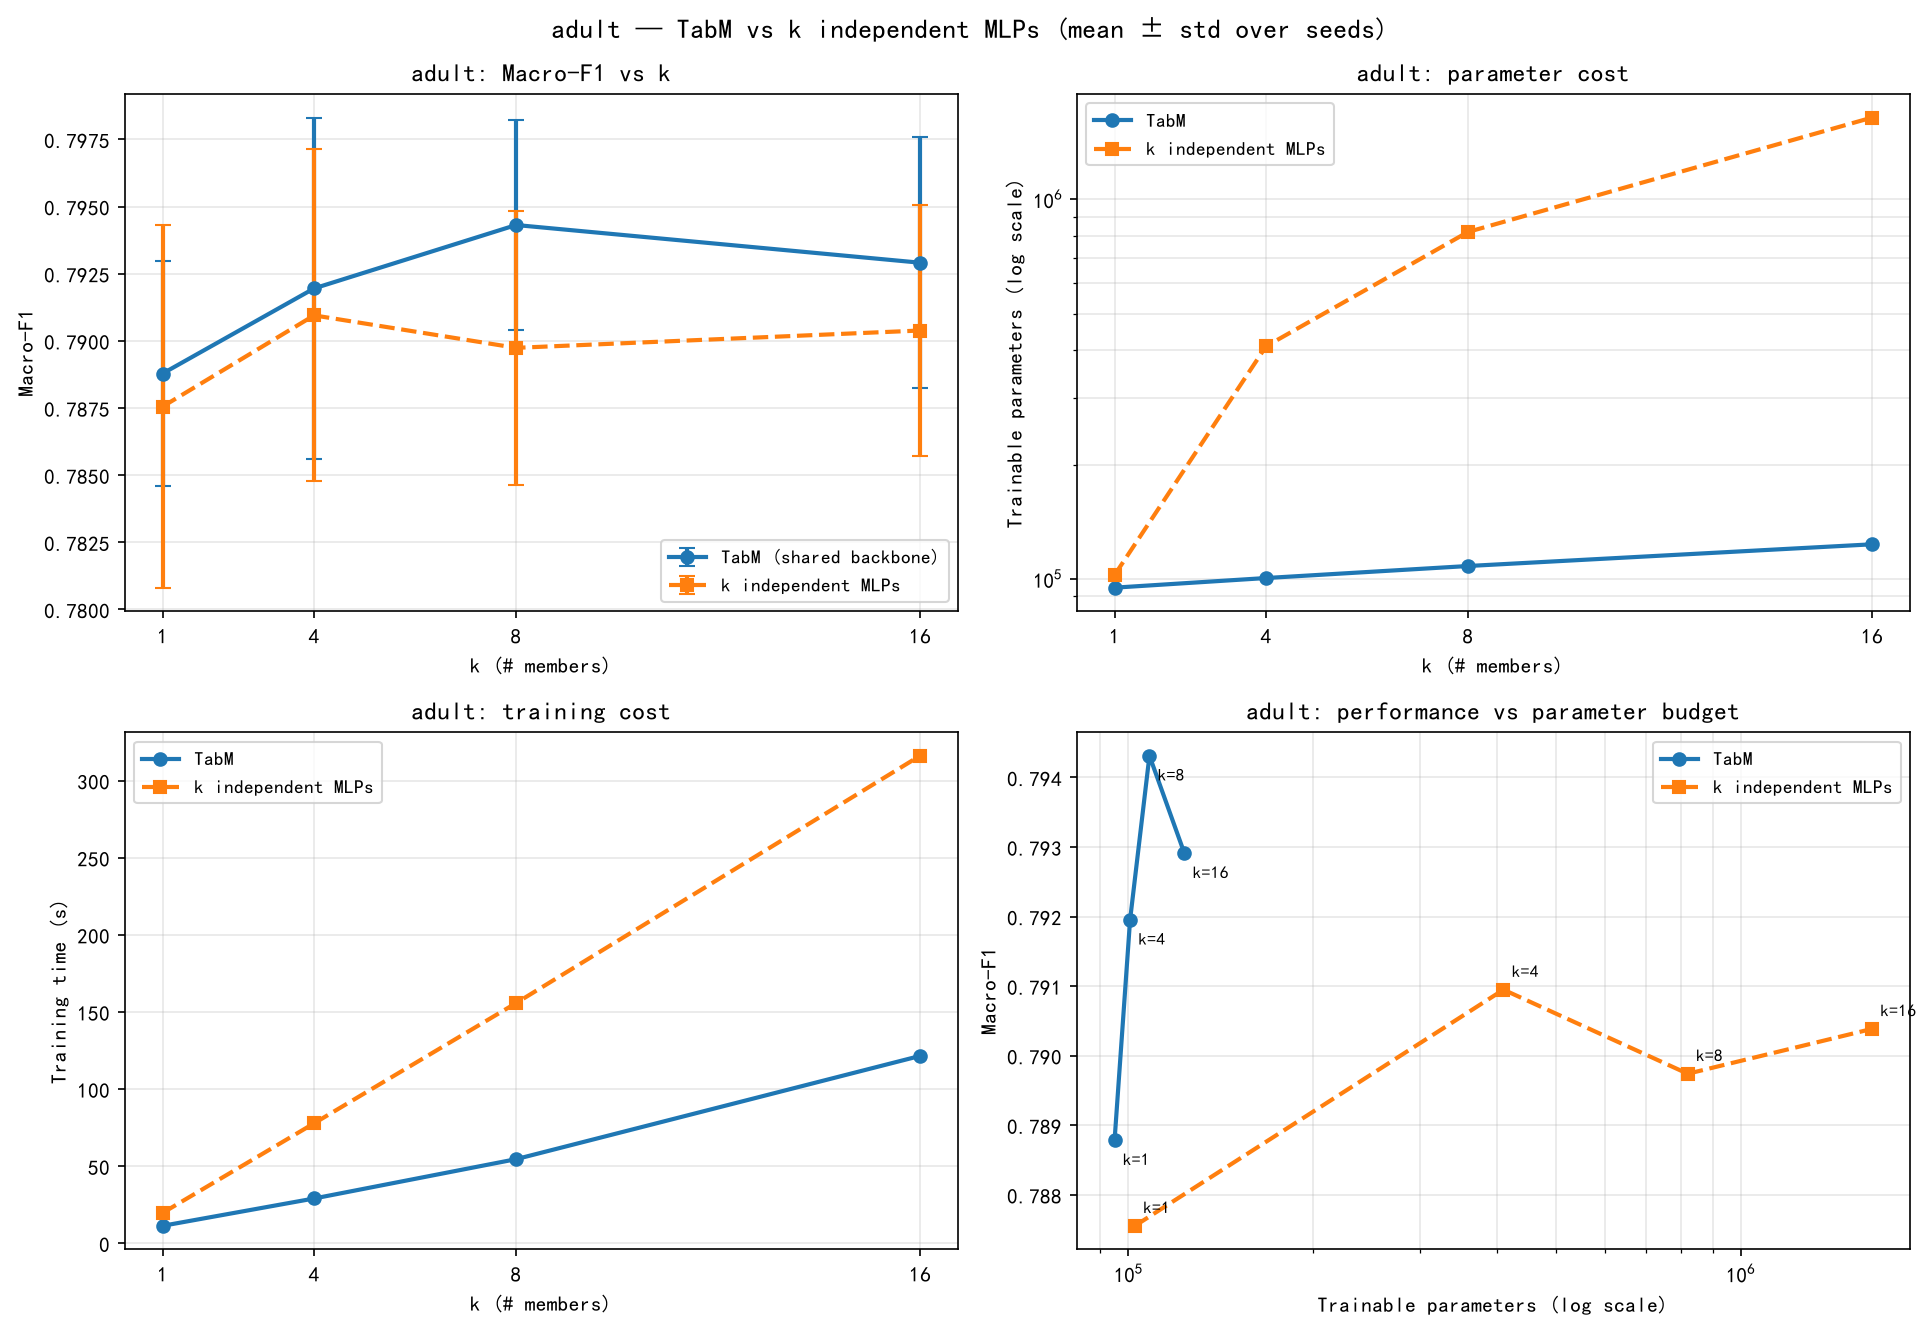 adult — TabM vs k independent MLPs (mean ± std over seeds)
adult: Macro-F1 vs k
Macro-F1
0.7975
0.7950
0.7925
0.7900
0.7875
0.7850
0.7825
0.7800
TabM (shared backbone)
k independent MLPs
1 4 8 16
k (# members)
adult: parameter cost
Trainable parameters (log scale)
TabM
k independent MLPs
10⁶
10⁵
1 4 8 16
k (# members)
adult: training cost
Training time (s)
TabM
k independent MLPs
300
250
200
150
100
50
0
1 4 8 16
k (# members)
adult: performance vs parameter budget
Macro-F1
TabM
k independent MLPs
0.794
0.793
0.792
0.791
0.790
0.789
0.788
k=8
k=16
k=4
k=1
k=4
k=16
k=8
k=1
10⁵ 10⁶
Trainable parameters (log scale)